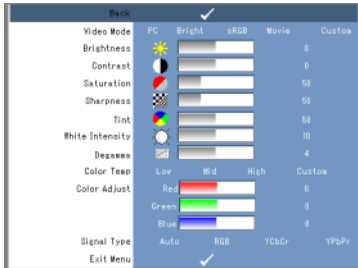 Back
Video Mode PC Bright sRGB Movie Custom
Brightness 0
Contrast 0
Saturation 50
Sharpness 50
Tint 50
White Intensity 10
Degamma 4
Color Temp Low Mid High Custom
Color Adjust Red 0
Green 0
Blue 0
Signal Type Auto RGB YCbCr YPbPr
Exit Menu